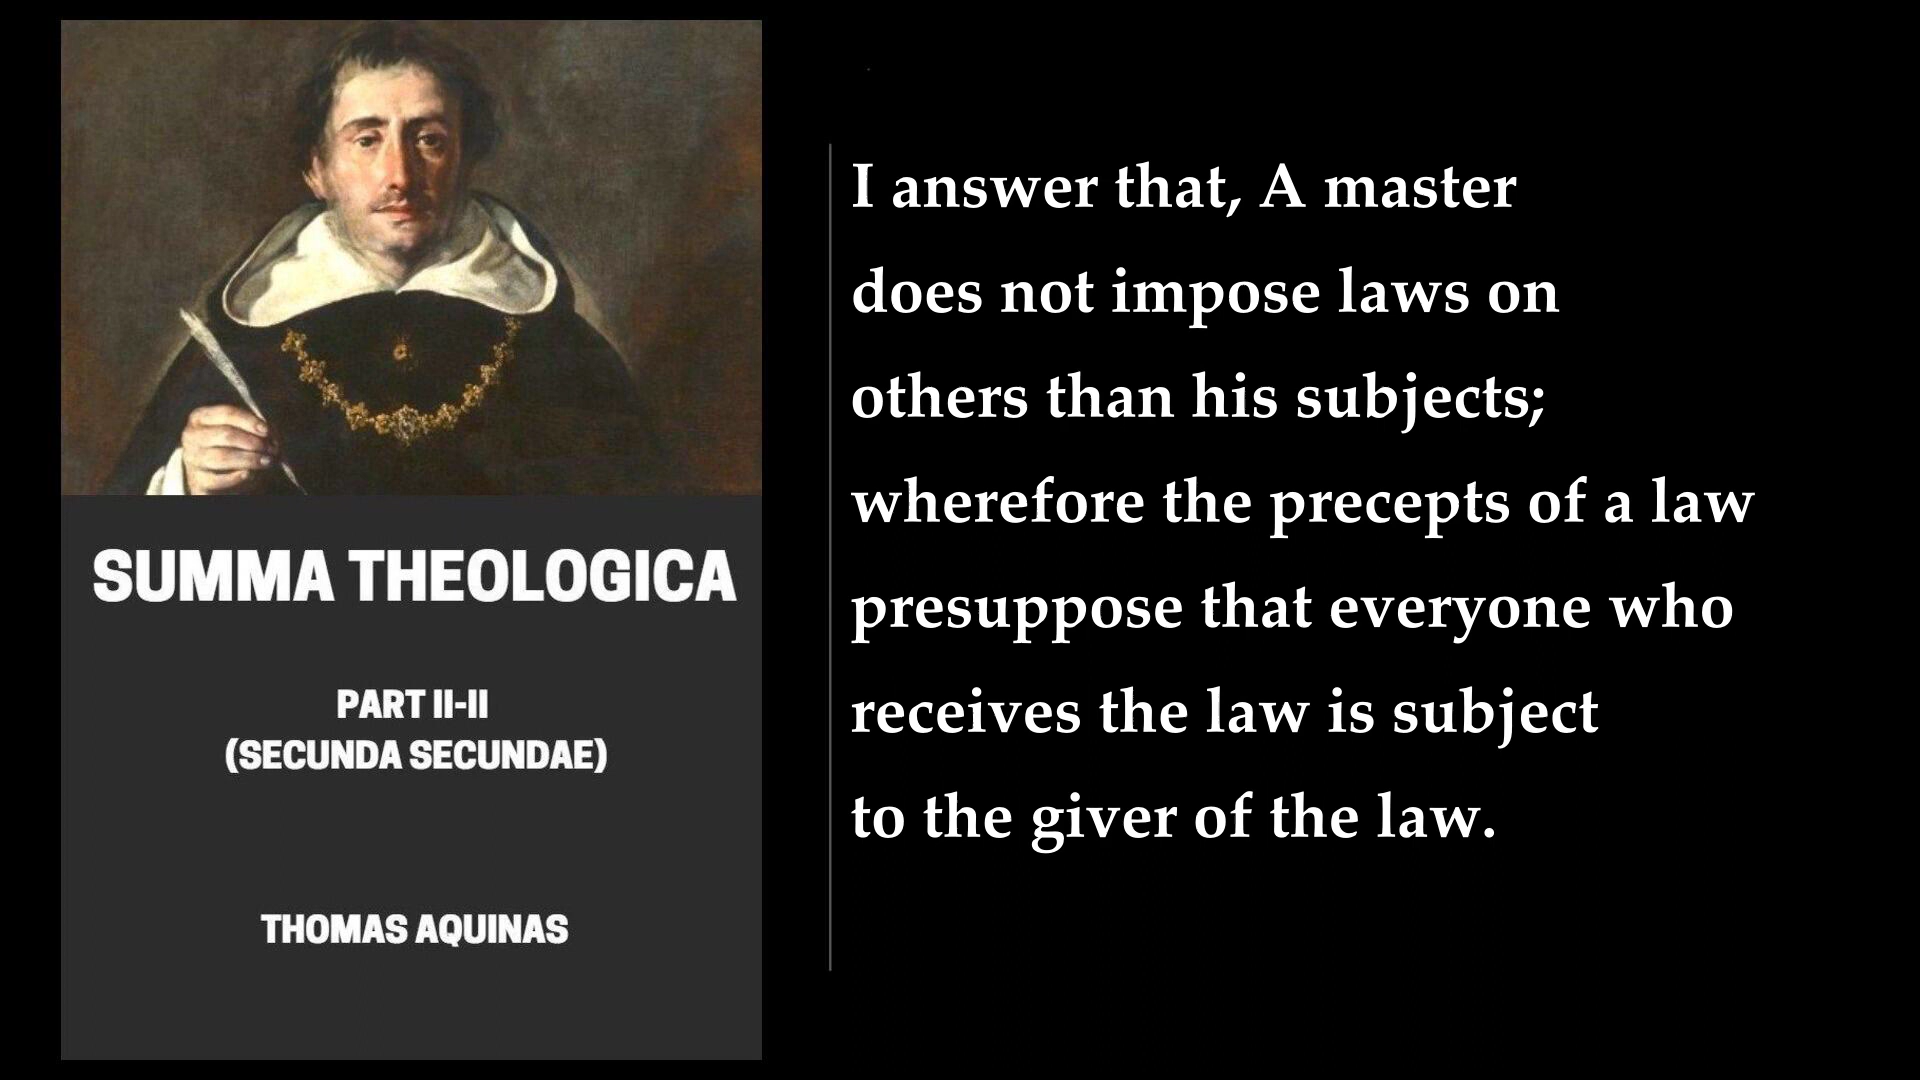 SUMMA THEOLOGICA
PART II-II
(SECUNDA SECUNDAE)
THOMAS AQUINAS
I answer that, A master
does not impose laws on
others than his subjects;
wherefore the precepts of a law
presuppose that everyone who
receives the law is subject
to the giver of the law.